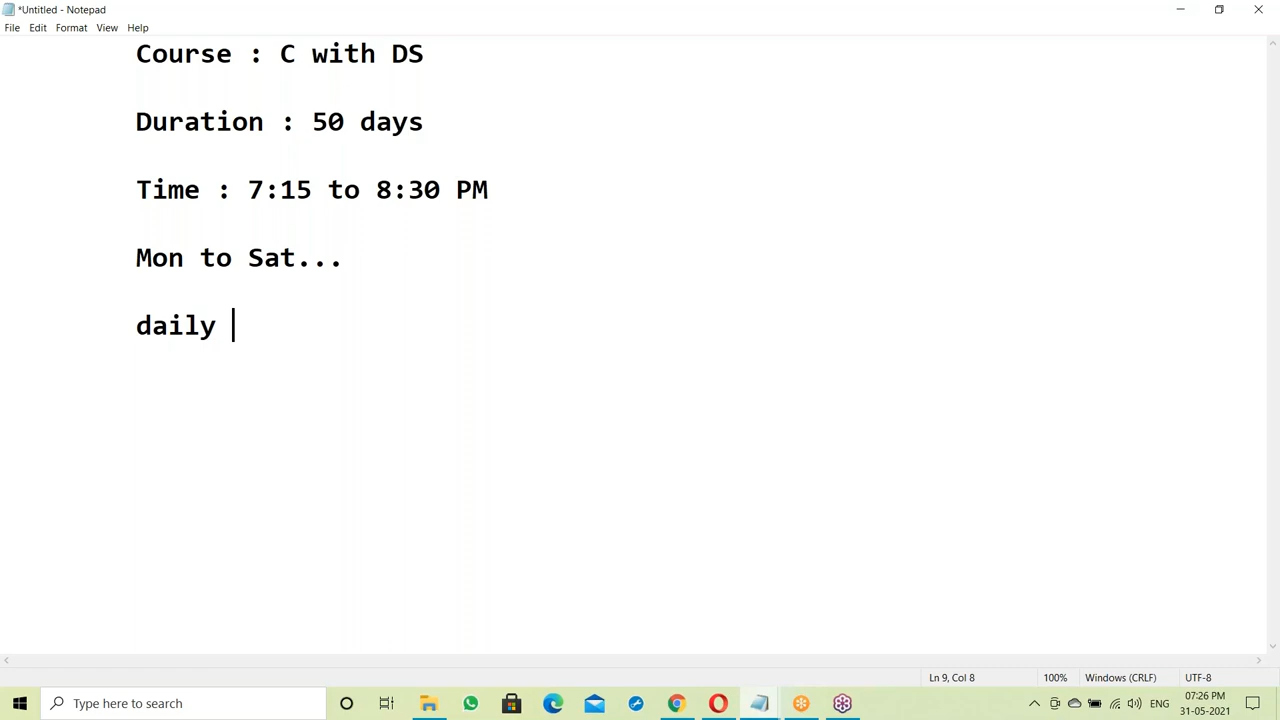 *Untitled - Notepad
File Edit Format View Help
Course : C with DS
Duration : 50 days
Time : 7:15 to 8:30 PM
Mon to Sat...
daily
Ln 9, Col 8 100% Windows (CRLF) UTF-8
Type here to search ENG 07:26 PM
31-05-2021